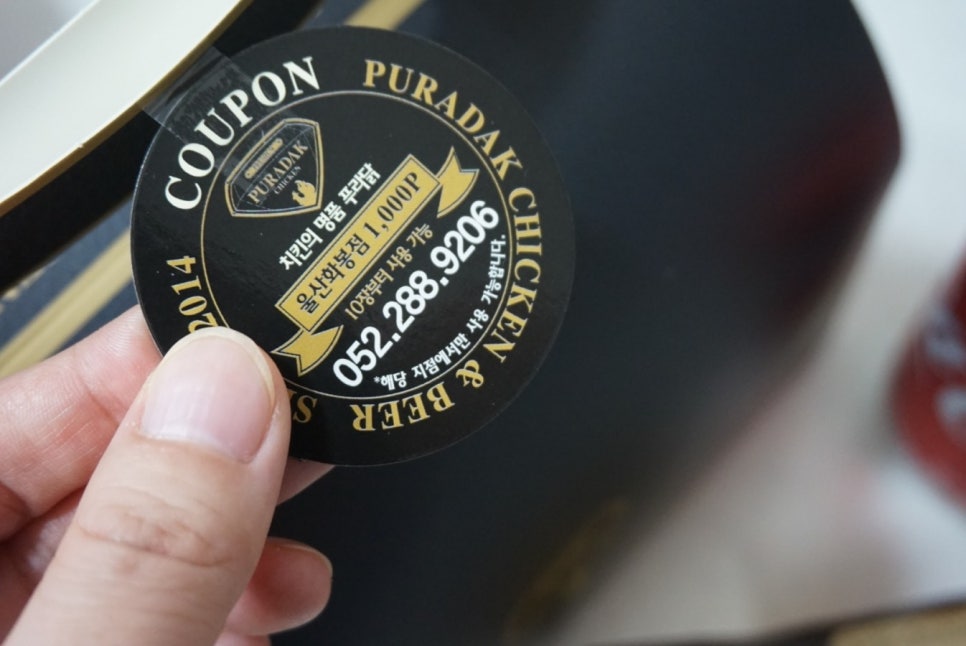 COUPON
PURADAK CHICKEN & BEER
2014
PURADAK
CHICKEN
치킨의 명품 푸라닭
울산화봉점 1,000P
10장부터 사용 가능
052.288.9206
*해당 지점에서만 사용 가능합니다.